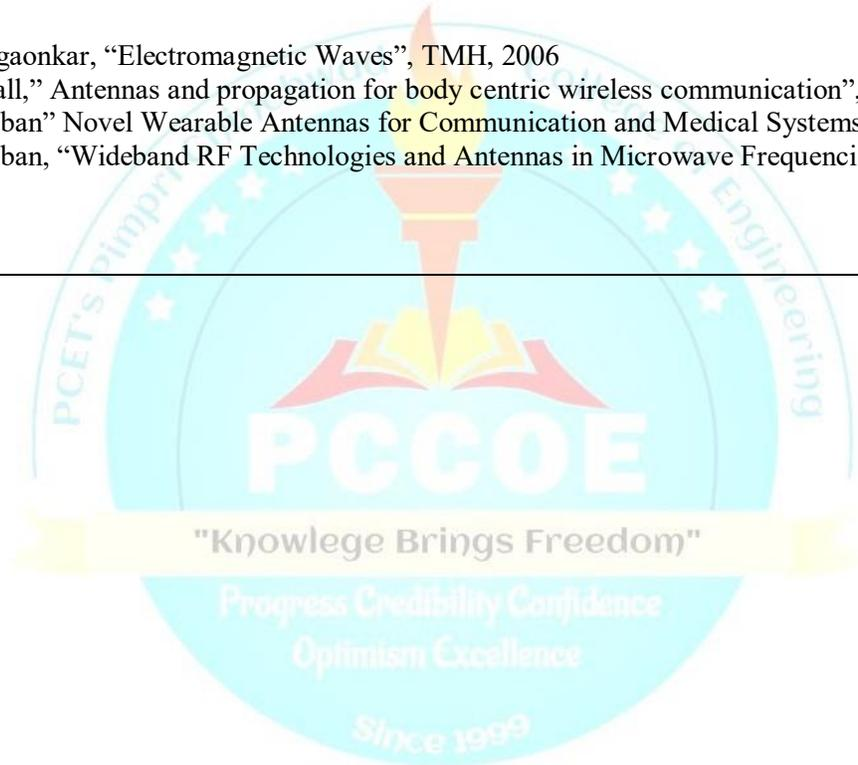 gaonkar, “Electromagnetic Waves”, TMH, 2006
all,” Antennas and propagation for body centric wireless communication”,
ban” Novel Wearable Antennas for Communication and Medical Systems
ban, “Wideband RF Technologies and Antennas in Microwave Frequenci
PCET's Pimpri Chinchwad College of Engineering
PCCOE
"Knowlege Brings Freedom"
Progress Credibility Confidence
Optimism Excellence
Since 1999